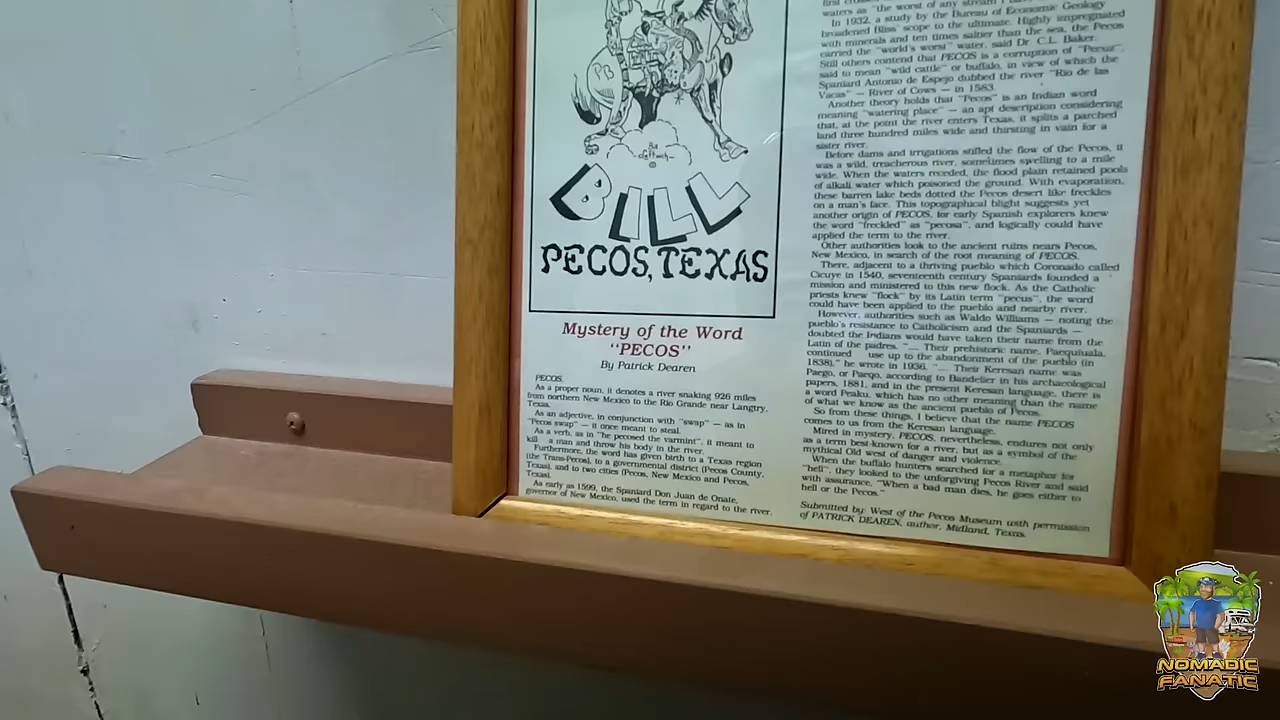 PB
Bill
Leftwich
©
BILL
PECOS, TEXAS
Mystery of the Word
"PECOS"
By Patrick Dearen
PECOS.
As a proper noun, it denotes a river snaking 926 miles
from northern New Mexico to the Rio Grande near Langtry,
Texas.
As an adjective, in conjunction with "swap" — as in
"Pecos swap" — it once meant to steal.
As a verb, as in "he pecosed the varmint", it meant to
kill a man and throw his body in the river.
Furthermore, the word has given birth to a Texas region
(the Trans-Pecos), to a governmental district (Pecos County,
Texas), and to two cities (Pecos, New Mexico and Pecos,
Texas).
As early as 1599, the Spaniard Don Juan de Onate,
governor of New Mexico, used the term in regard to the river.
waters as "the worst of any stream I
In 1932, a study by the Bureau of Economic Geology
broadened Bliss' scope to the ultimate. Highly impregnated
with minerals and ten times saltier than the sea, the Pecos
carried the "world's worst" water, said Dr. C.L. Baker.
Still others contend that PECOS is a corruption of "Pecuz",
said to mean "wild cattle" or buffalo, in view of which the
Spaniard Antonio de Espejo dubbed the river "Rio de las
Vacas" — River of Cows — in 1583.
Another theory holds that "Pecos" is an Indian word
meaning "watering place" — an apt description considering
that, at the point the river enters Texas, it splits a parched
land three hundred miles wide and thirsting in vain for a
sister river.
Before dams and irrigations stifled the flow of the Pecos, it
was a wild, treacherous river, sometimes swelling to a mile
wide. When the waters receded, the flood plain retained pools
of alkali water which poisoned the ground. With evaporation,
these barren lake beds dotted the Pecos desert like freckles
on a man's face. This topographical blight suggests yet
another origin of PECOS, for early Spanish explorers knew
the word "freckled" as "pecosa", and logically could have
applied the term to the river.
Other authorities look to the ancient ruins nears Pecos,
New Mexico, in search of the root meaning of PECOS.
There, adjacent to a thriving pueblo which Coronado called
Cicuye in 1540, seventeenth century Spaniards founded a
mission and ministered to this new flock. As the Catholic
priests knew "flock" by its Latin term "pecus", the word
could have been applied to the pueblo and nearby river.
However, authorities such as Waldo Williams — noting the
pueblo's resistance to Catholicism and the Spaniards —
doubted the Indians would have taken their name from the
Latin of the padres. "... Their prehistoric name, Paequiuala,
continued use up to the abandonment of the pueblo (in
1838)," he wrote in 1936, "... Their Keresan name was
Paego, or Paeqo, according to Bandelier in his archaeological
papers, 1881, and in the present Keresan language, there is
a word Peaku, which has no other meaning than the name
of what we know as the ancient pueblo of Pecos.
So from these things, I believe that the name PECOS
comes to us from the Keresan language.
Mired in mystery, PECOS, nevertheless, endures not only
as a term best-known for a river, but as a symbol of the
mythical Old west of danger and violence.
When the buffalo hunters searched for a metaphor for
"hell", they looked to the unforgiving Pecos River and said
with assurance, "When a bad man dies, he goes either to
hell or the Pecos."
Submitted by: West of the Pecos Museum with permission
of PATRICK DEAREN, author, Midland, Texas.
NOMADIC
FANATIC